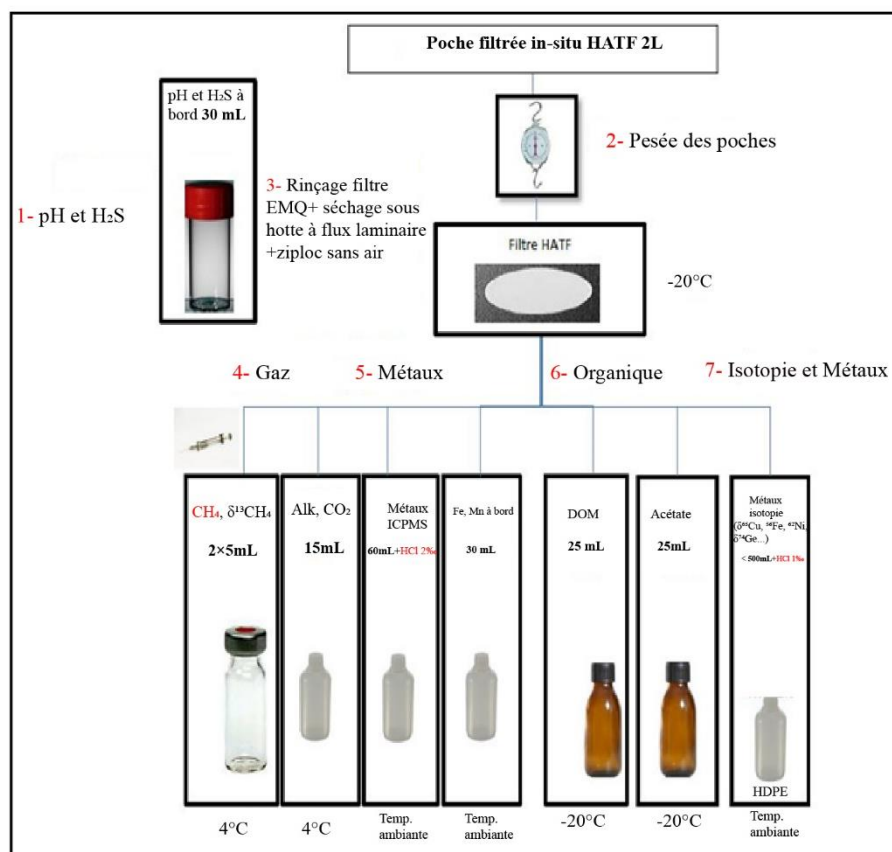 Poche filtrée in-situ HATF 2L
pH et H₂S à
bord 30 mL
1- pH et H₂S
2- Pesée des poches
3- Rinçage filtre
EMQ+ séchage sous
hotte à flux laminaire
+ziploc sans air
Filtre HATF
-20°C
4- Gaz
5- Métaux
6- Organique
7- Isotopie et Métaux
CH₄, δ¹³CH₄
2×5mL
Alk, CO₂
15mL
Métaux
ICPMS
60mL+HCl 2‰
Fe, Mn à bord
30 mL
DOM
25 mL
Acétate
25mL
Métaux
isotopie
(δ⁶⁵Cu, ⁵⁶Fe, ⁶²Ni,
δ⁷⁴Ge...)
< 500mL+HCl 1‰
HDPE
4°C
4°C
Temp.
ambiante
Temp.
ambiante
-20°C
-20°C
Temp.
ambiante